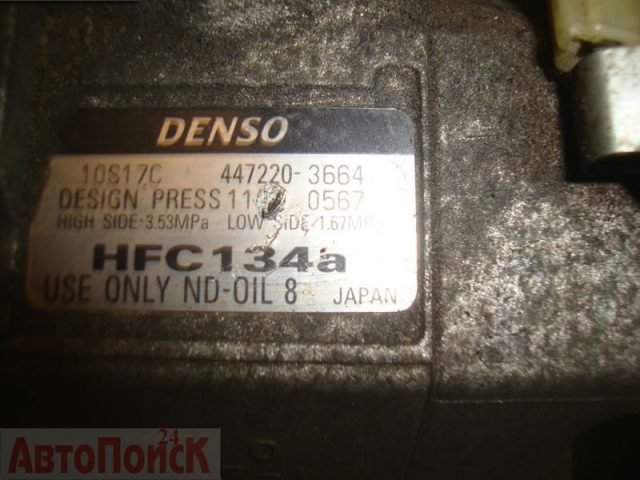 DENSO
10S17C 447220-3664
DESIGN PRESS 0567
HIGH SIDE-3.53MPa LOW SIDE-1.67MPa
HFC134a
USE ONLY ND-OIL 8 JAPAN
24
АвтоПоисК